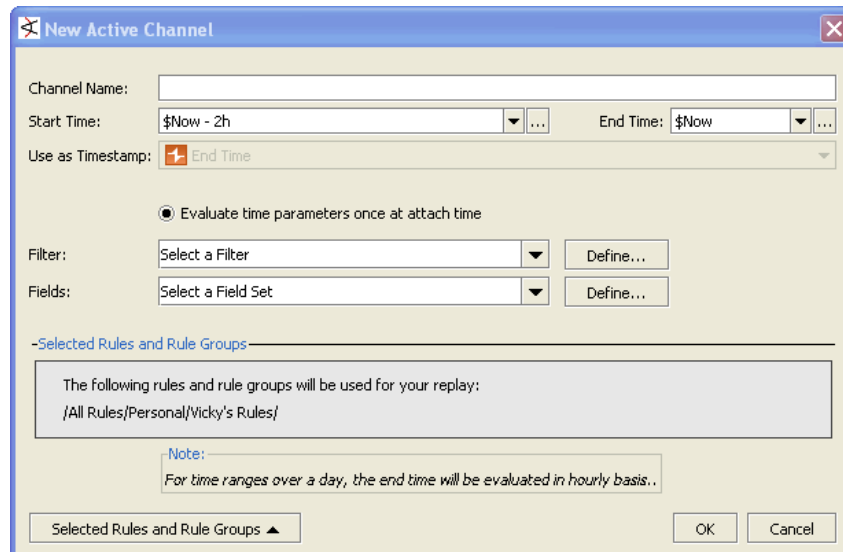 New Active Channel
Channel Name:
Start Time: $Now - 2h ... End Time: $Now ...
Use as Timestamp: End Time
Evaluate time parameters once at attach time
Filter: Select a Filter Define...
Fields: Select a Field Set Define...
Selected Rules and Rule Groups
The following rules and rule groups will be used for your replay:
/All Rules/Personal/Vicky's Rules/
Note:
For time ranges over a day, the end time will be evaluated in hourly basis..
Selected Rules and Rule Groups OK Cancel